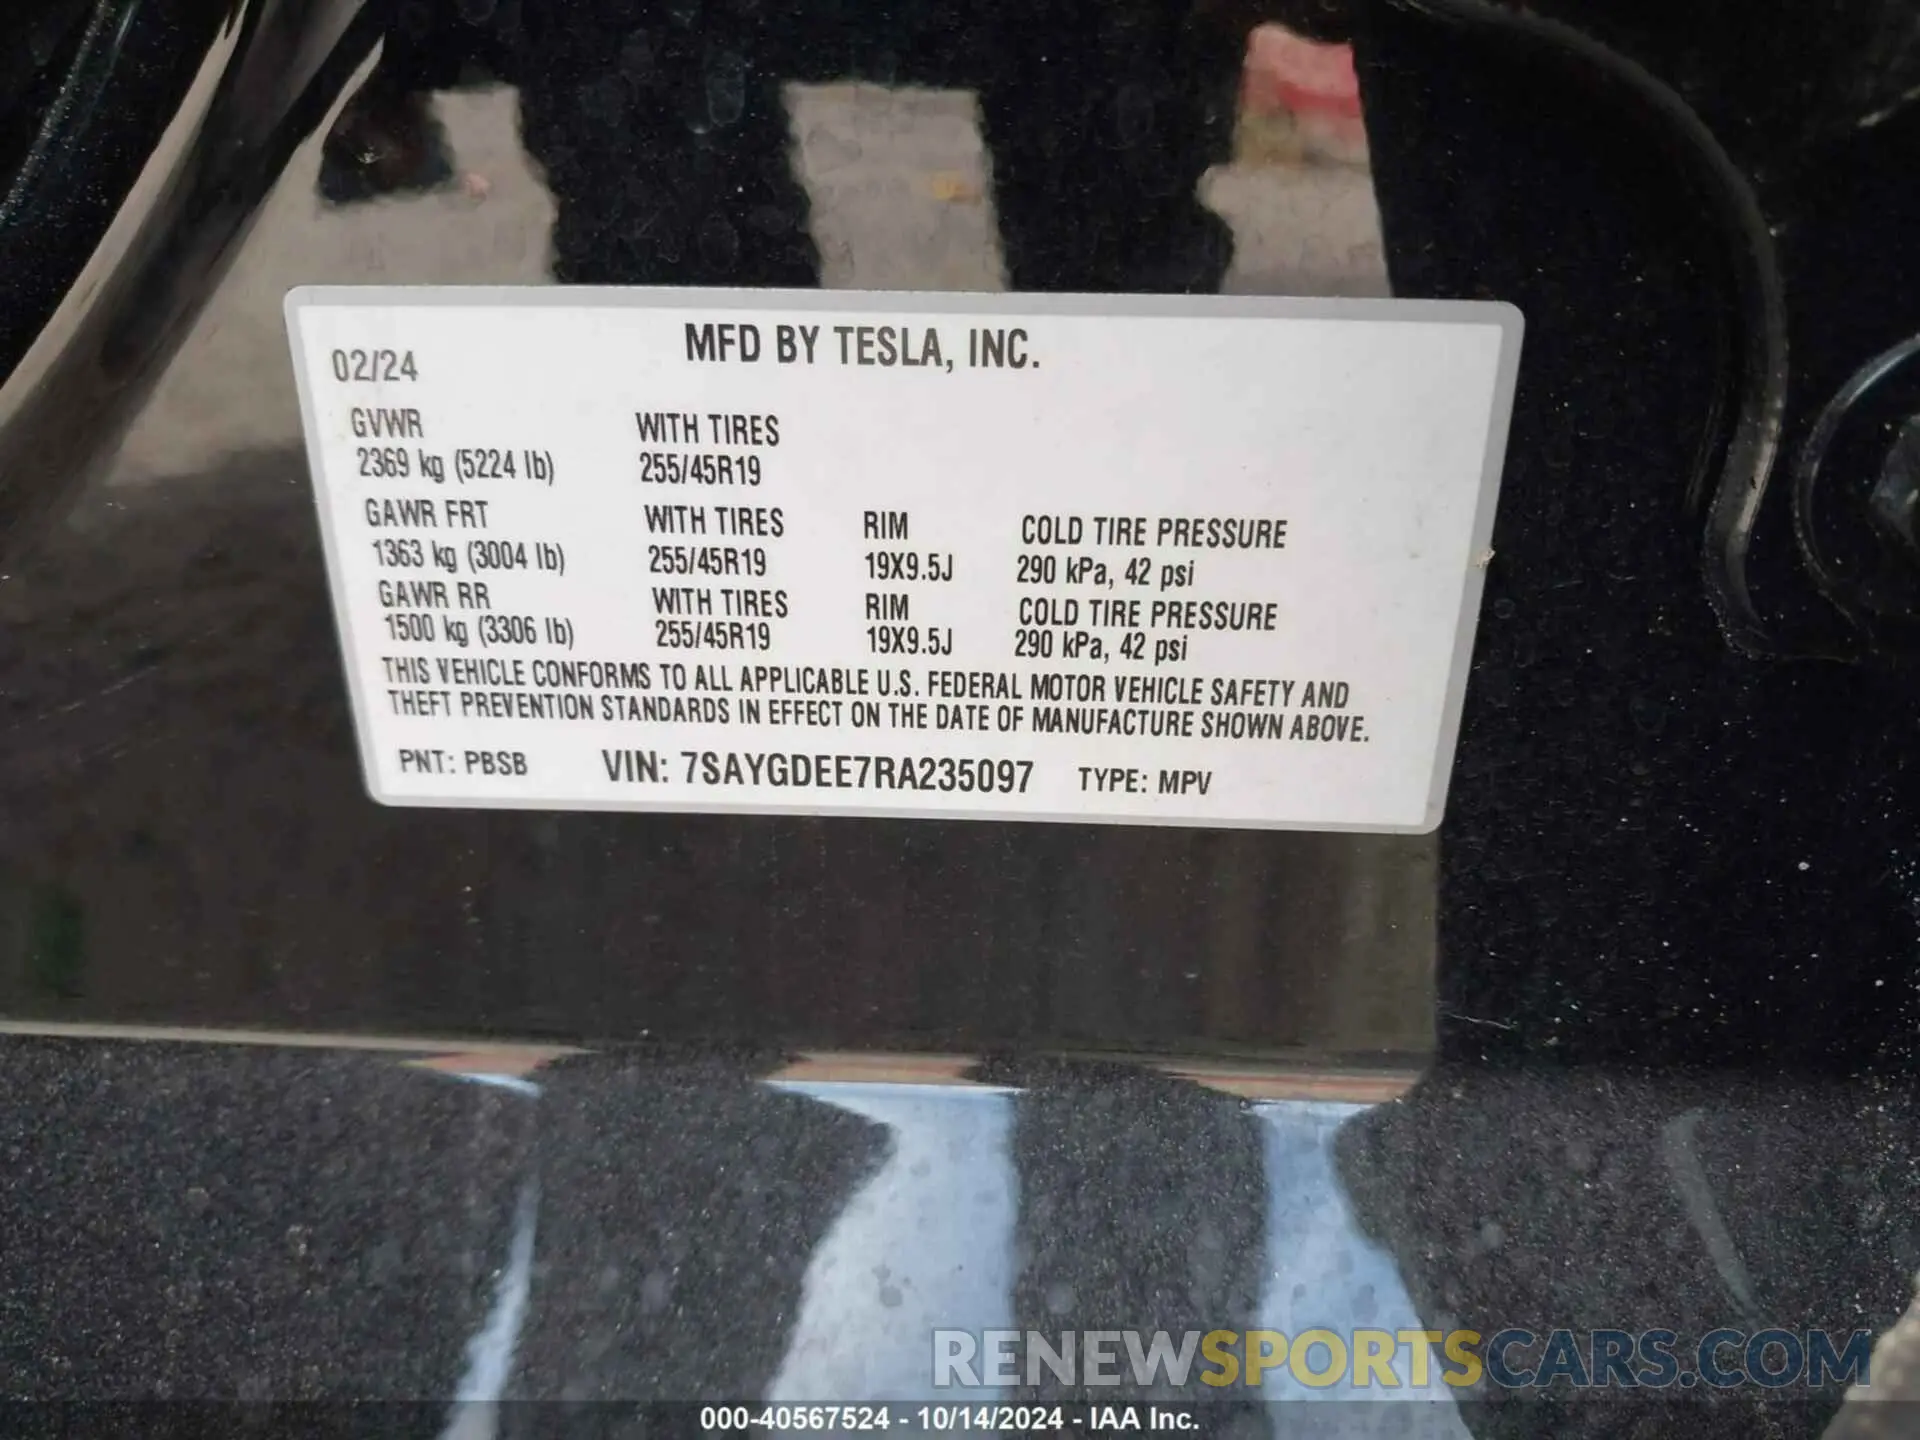 MFD BY TESLA, INC.
02/24
GVWR WITH TIRES
2369 kg (5224 lb) 255/45R19
GAWR FRT WITH TIRES RIM COLD TIRE PRESSURE
1363 kg (3004 lb) 255/45R19 19X9.5J 290 kPa, 42 psi
GAWR RR WITH TIRES RIM COLD TIRE PRESSURE
1500 kg (3306 lb) 255/45R19 19X9.5J 290 kPa, 42 psi
THIS VEHICLE CONFORMS TO ALL APPLICABLE U.S. FEDERAL MOTOR VEHICLE SAFETY AND
THEFT PREVENTION STANDARDS IN EFFECT ON THE DATE OF MANUFACTURE SHOWN ABOVE.
PNT: PBSB VIN: 7SAYGDEE7RA235097 TYPE: MPV
RENEWSPORTSCARS.COM
000-40567524 - 10/14/2024 - IAA Inc.